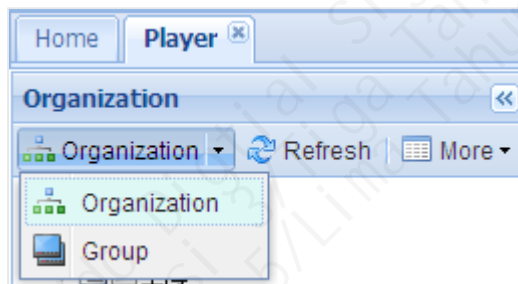 Home Player
Organization
Organization Refresh More
Organization
Group